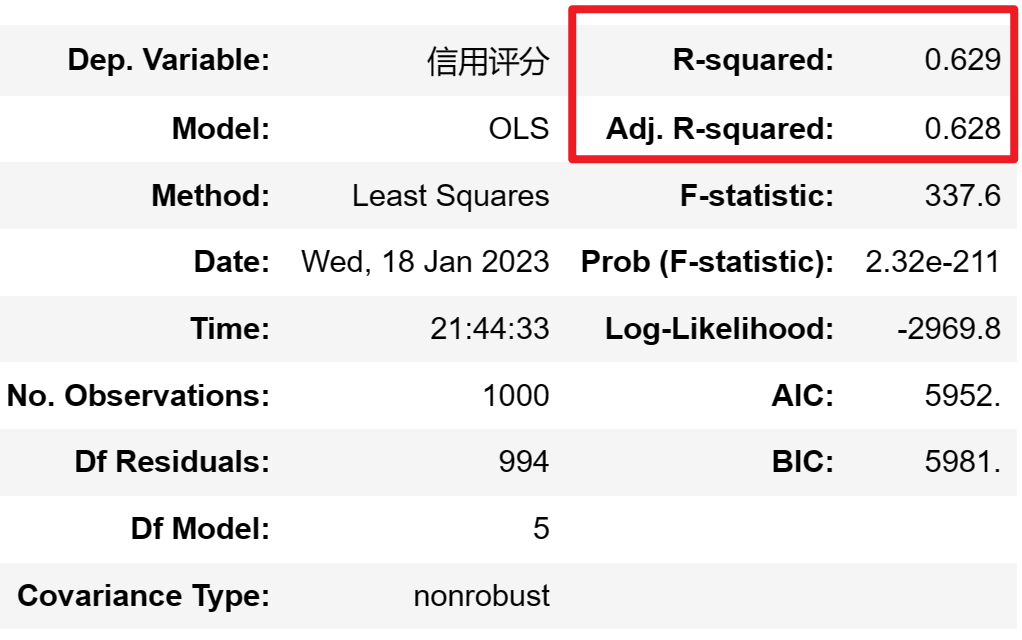 Dep. Variable: 信用评分 R-squared: 0.629
Model: OLS Adj. R-squared: 0.628
Method: Least Squares F-statistic: 337.6
Date: Wed, 18 Jan 2023 Prob (F-statistic): 2.32e-211
Time: 21:44:33 Log-Likelihood: -2969.8
No. Observations: 1000 AIC: 5952.
Df Residuals: 994 BIC: 5981.
Df Model: 5
Covariance Type: nonrobust